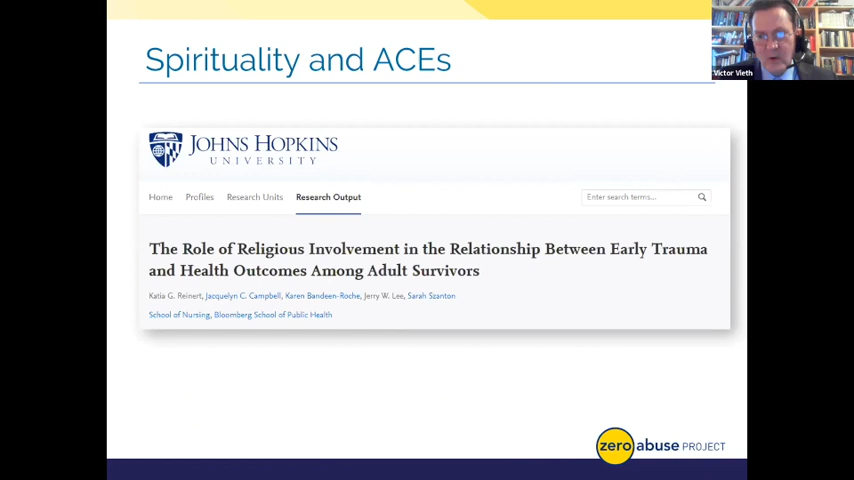 Spirituality and ACEs
Victor Vieth
JOHNS HOPKINS
UNIVERSITY
Home Profiles Research Units Research Output Enter search terms...
The Role of Religious Involvement in the Relationship Between Early Trauma
and Health Outcomes Among Adult Survivors
Katia G. Reinert, Jacquelyn C. Campbell, Karen Bandeen-Roche, Jerry W. Lee, Sarah Szanton
School of Nursing, Bloomberg School of Public Health
zero abuse PROJECT